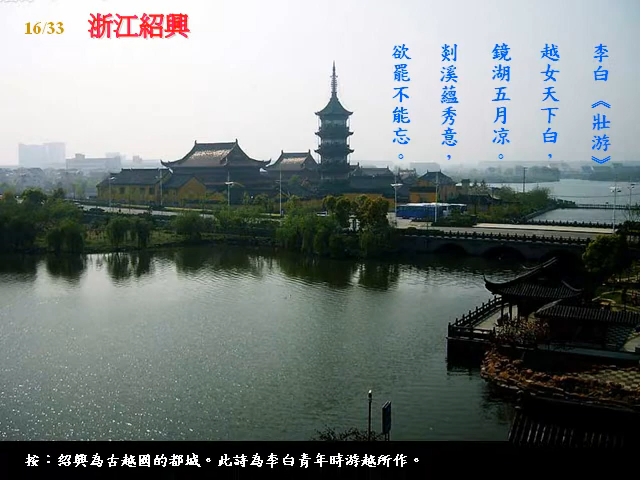 16/33
浙江紹興
李白《壯游》
越女天下白，
鏡湖五月凉。
剡溪蘊秀意，
欲罷不能忘。
按：紹興為古越國的都城。此詩為李白青年時游越所作。